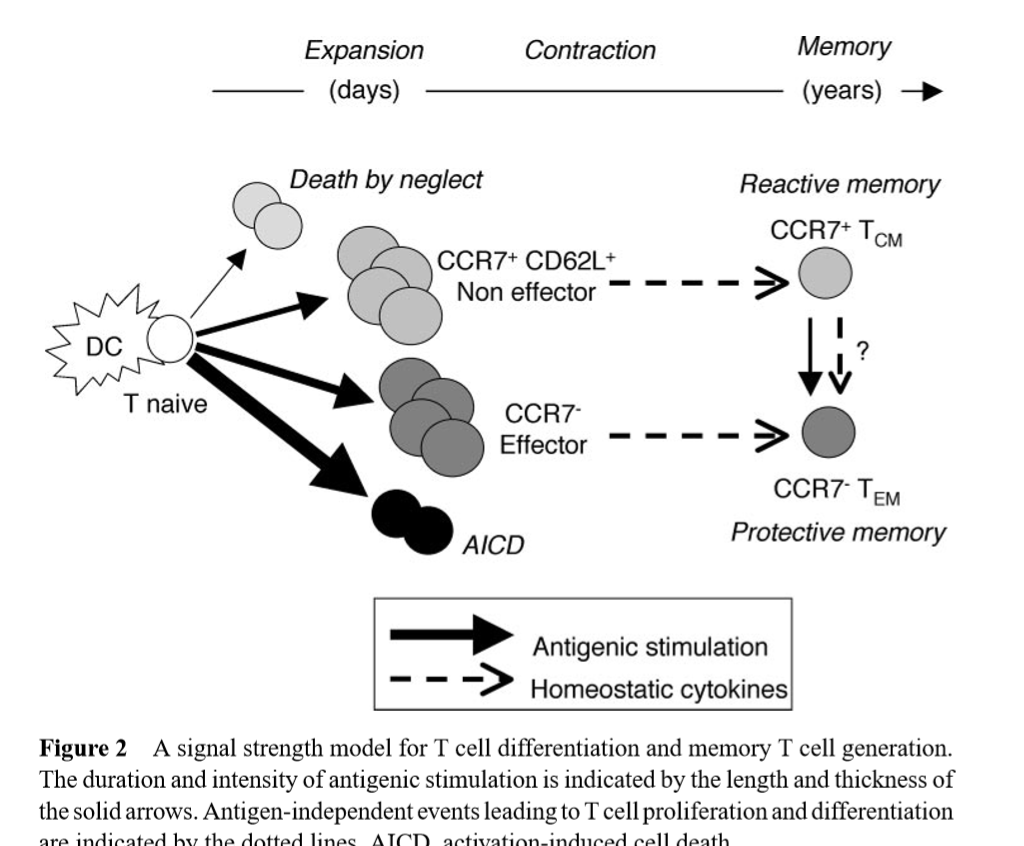 Expansion
Contraction
Memory
(days)
(years)
Death by neglect
Reactive memory
CCR7+ TCM
CCR7+ CD62L+
Non effector
DC
?
T naive
CCR7-
Effector
CCR7- TEM
Protective memory
AICD
Antigenic stimulation
Homeostatic cytokines
Figure 2 A signal strength model for T cell differentiation and memory T cell generation.
The duration and intensity of antigenic stimulation is indicated by the length and thickness of
the solid arrows. Antigen-independent events leading to T cell proliferation and differentiation
are indicated by the dotted lines. AICD, activation-induced cell death.